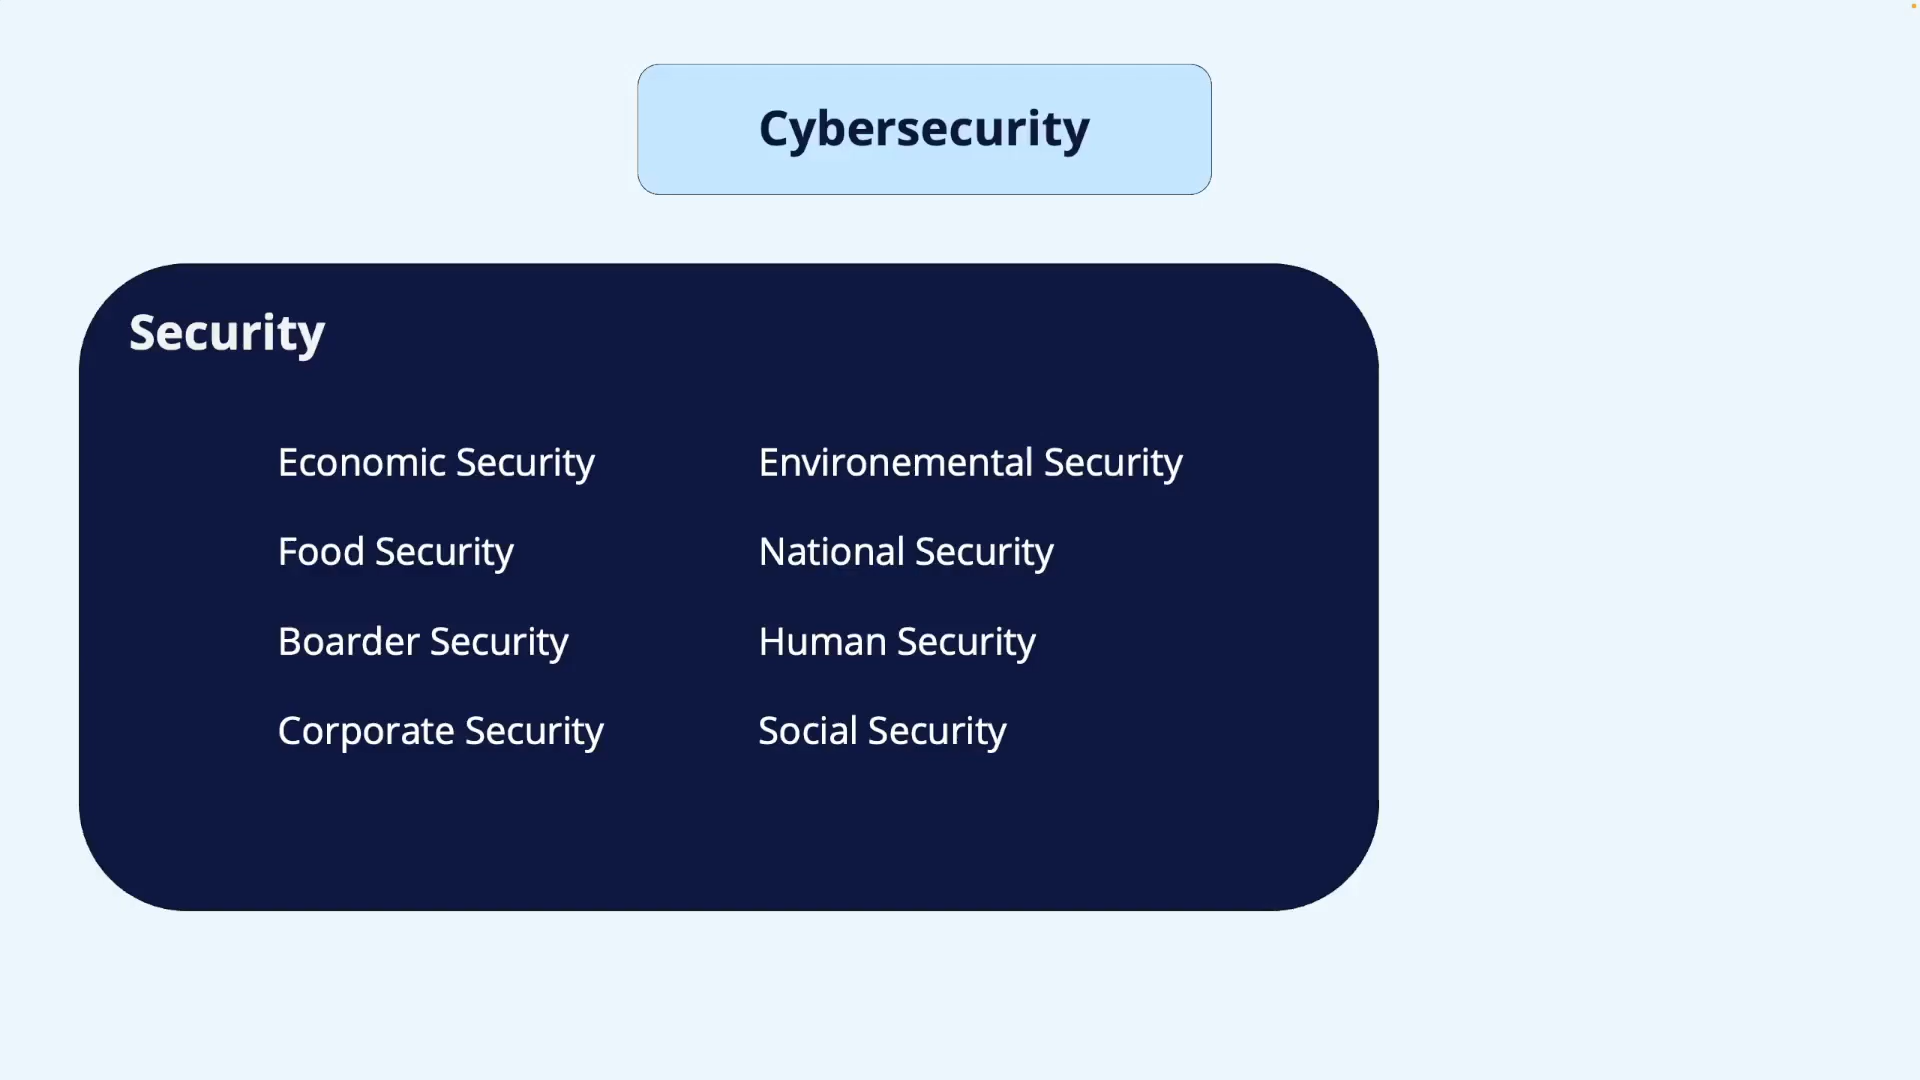 Cybersecurity
Security
Economic Security
Environemental Security
Food Security
National Security
Boarder Security
Human Security
Corporate Security
Social Security